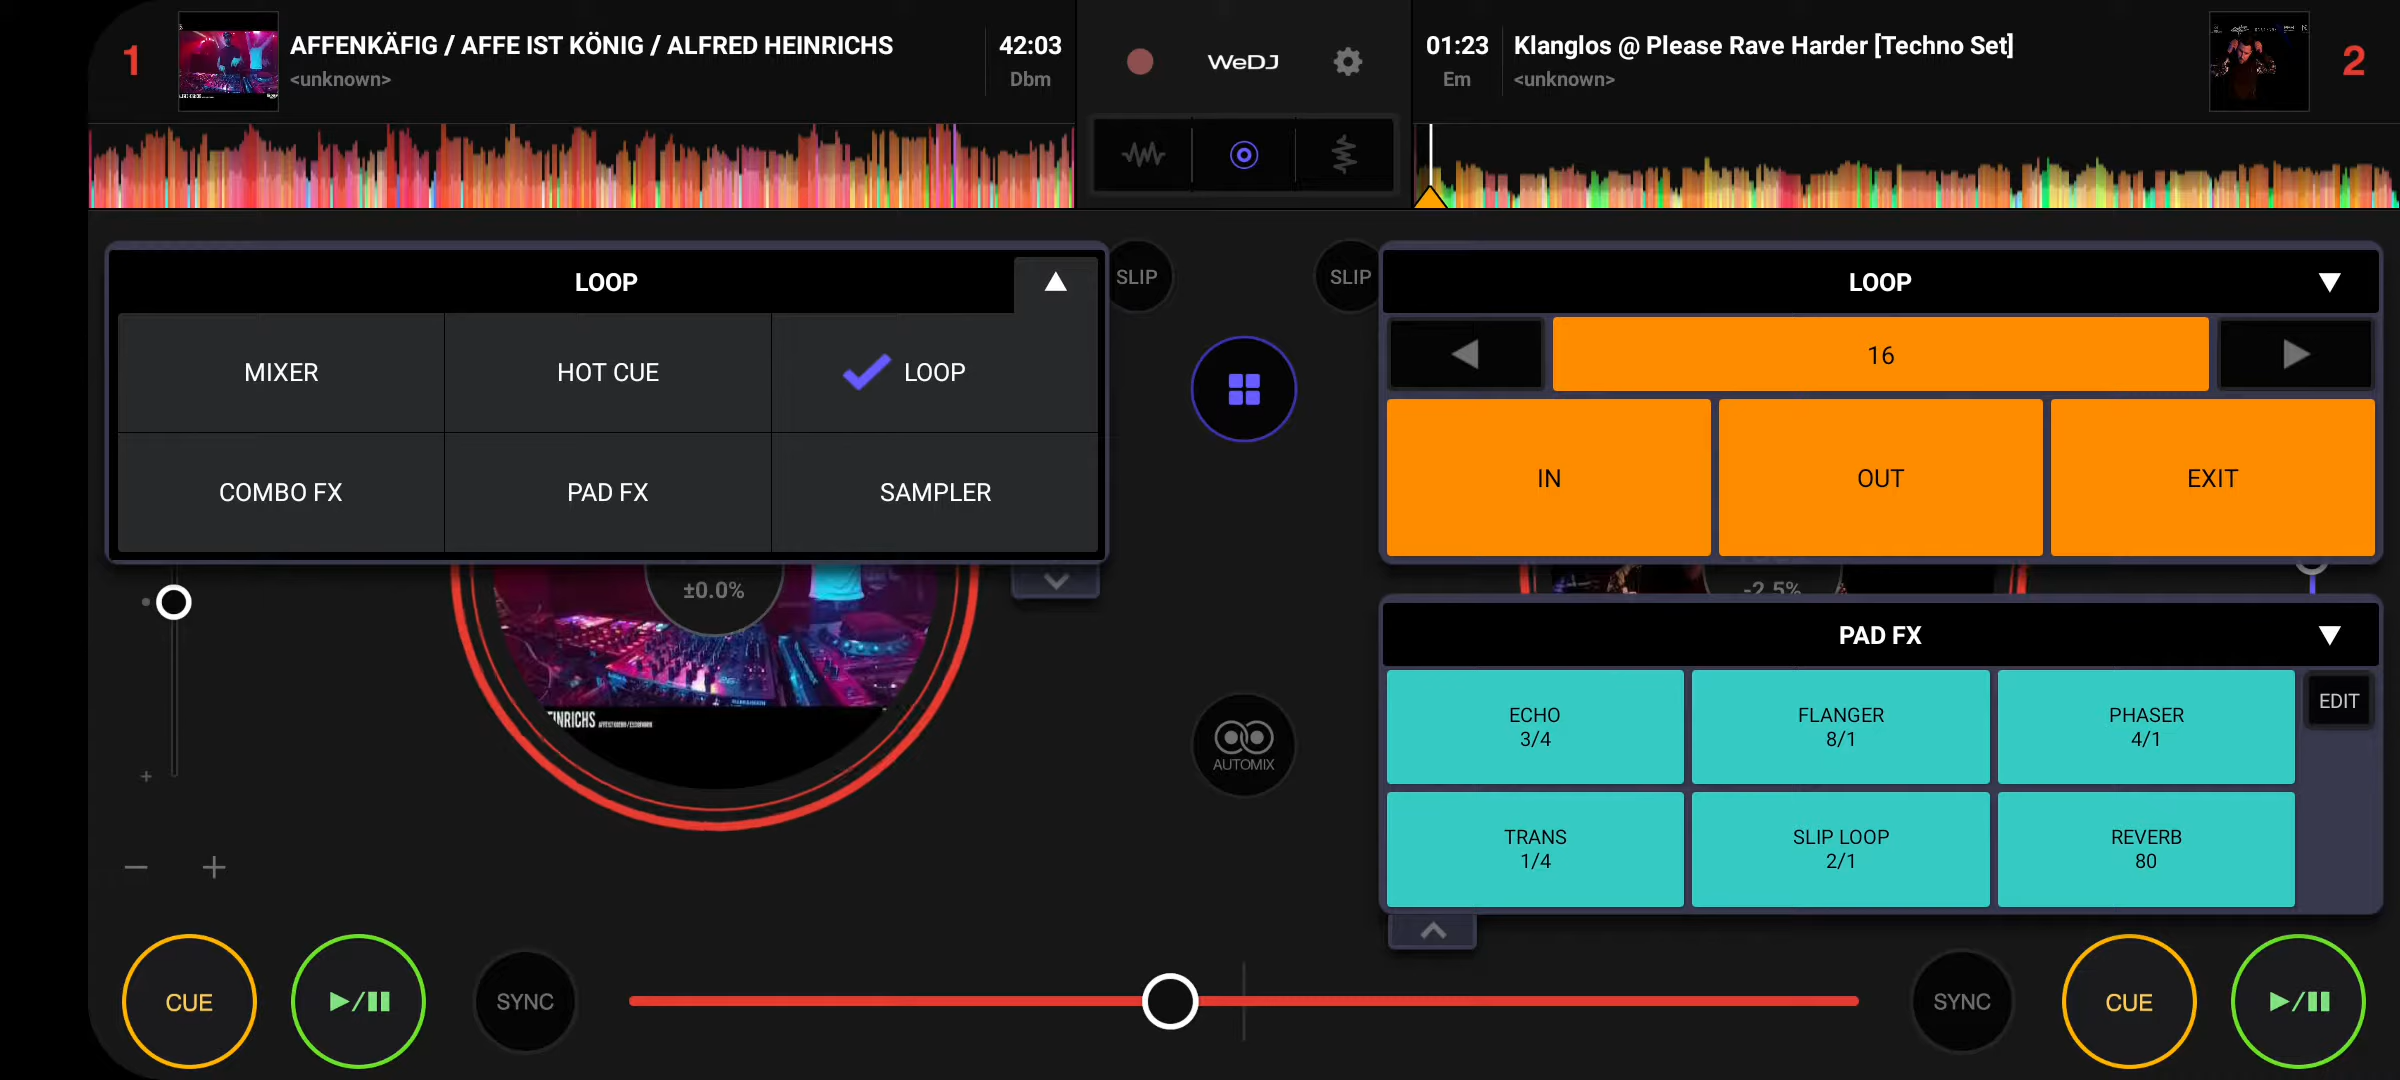 1
AFFENKÄFIG / AFFE IST KÖNIG / ALFRED HEINRICHS
<unknown>
42:03
Dbm
WeDJ
01:23
Em
Klanglos @ Please Rave Harder [Techno Set]
<unknown>
2
LOOP
MIXER
HOT CUE
LOOP
COMBO FX
PAD FX
SAMPLER
SLIP
SLIP
LOOP
16
IN
OUT
EXIT
±0.0%
-2.5%
PAD FX
ECHO
3/4
FLANGER
8/1
PHASER
4/1
EDIT
TRANS
1/4
SLIP LOOP
2/1
REVERB
80
AUTOMIX
CUE
SYNC
SYNC
CUE